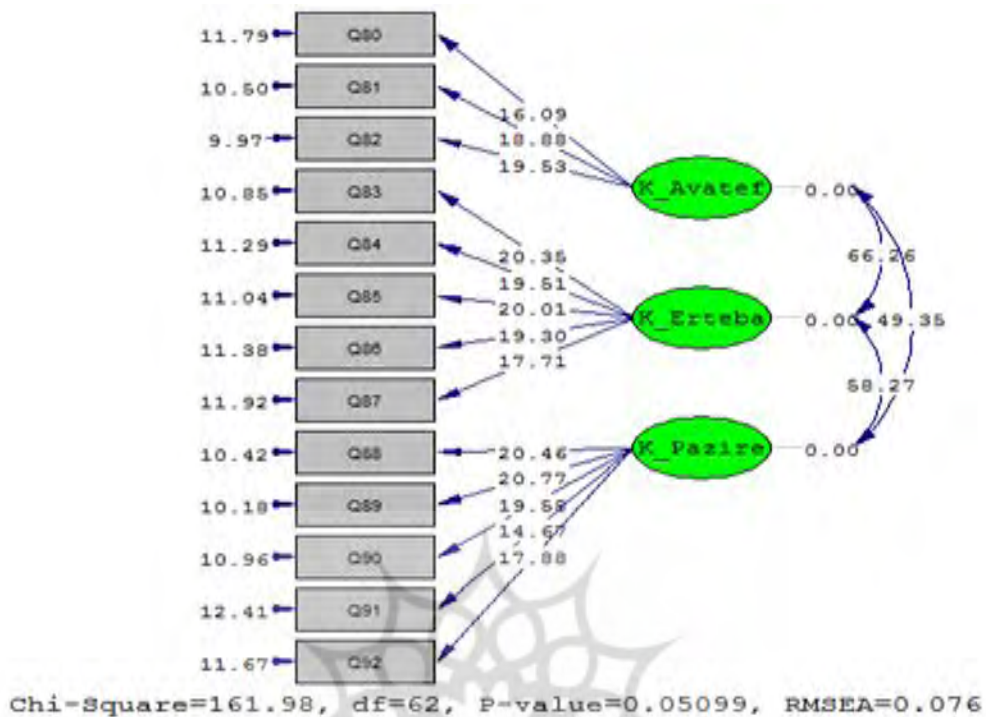 11.79 Q80
10.50 Q81
16.09
18.88
9.97 Q82
19.53
10.85 Q83
K_Avatef 0.00
11.29 Q84
20.35
66.26
19.51
11.04 Q85
20.01
K_Erteba 0.00 49.35
11.38 Q86
19.30
17.71
11.92 Q87
58.27
10.42 Q88
20.46
K_Pazire 0.00
20.77
10.18 Q89
19.58
14.67
10.96 Q90
17.88
12.41 Q91
11.67 Q92
Chi-Square=161.98, df=62, P-value=0.05099, RMSEA=0.076